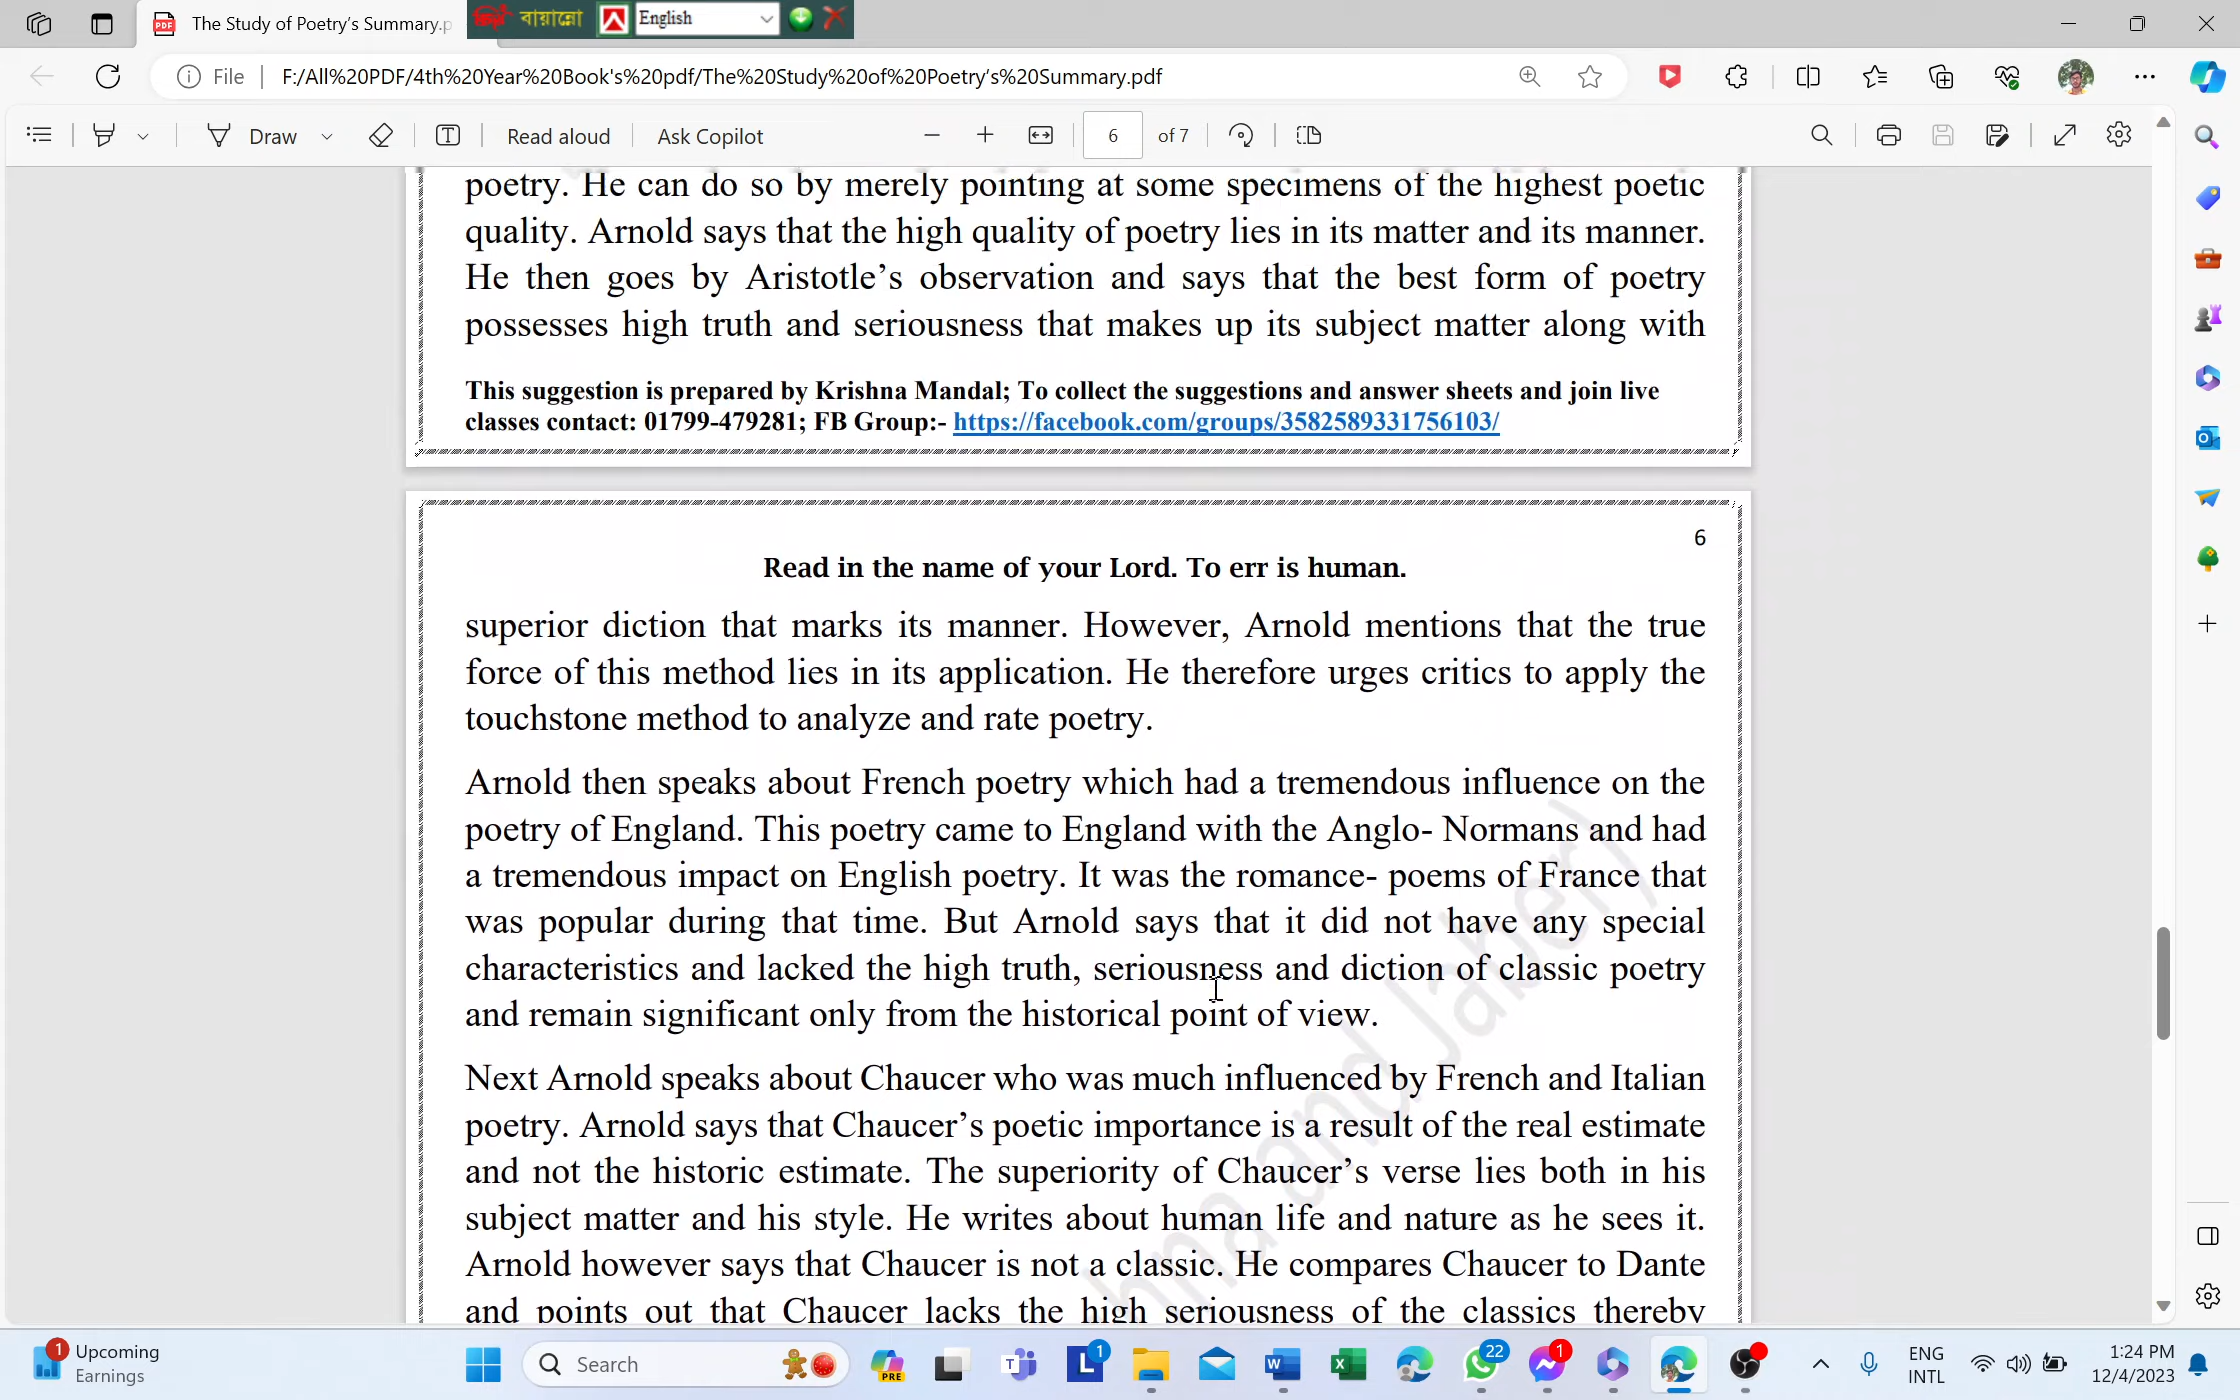 The Study of Poetry’s Summary.p
বায়ান্নো
English
File
F:/All%20PDF/4th%20Year%20Book's%20pdf/The%20Study%20of%20Poetry’s%20Summary.pdf
Draw
Read aloud
Ask Copilot
6
of 7
poetry. He can do so by merely pointing at some specimens of the highest poetic
quality. Arnold says that the high quality of poetry lies in its matter and its manner.
He then goes by Aristotle’s observation and says that the best form of poetry
possesses high truth and seriousness that makes up its subject matter along with
This suggestion is prepared by Krishna Mandal; To collect the suggestions and answer sheets and join live
classes contact: 01799-479281; FB Group:- https://facebook.com/groups/3582589331756103/
6
Read in the name of your Lord. To err is human.
superior diction that marks its manner. However, Arnold mentions that the true
force of this method lies in its application. He therefore urges critics to apply the
touchstone method to analyze and rate poetry.
Arnold then speaks about French poetry which had a tremendous influence on the
poetry of England. This poetry came to England with the Anglo- Normans and had
a tremendous impact on English poetry. It was the romance- poems of France that
was popular during that time. But Arnold says that it did not have any special
characteristics and lacked the high truth, seriousness and diction of classic poetry
and remain significant only from the historical point of view.
Next Arnold speaks about Chaucer who was much influenced by French and Italian
poetry. Arnold says that Chaucer’s poetic importance is a result of the real estimate
and not the historic estimate. The superiority of Chaucer’s verse lies both in his
subject matter and his style. He writes about human life and nature as he sees it.
Arnold however says that Chaucer is not a classic. He compares Chaucer to Dante
and points out that Chaucer lacks the high seriousness of the classics thereby
hna and Jaber)
1
Upcoming
Earnings
Search
PRE
1
22
1
ENG
INTL
1:24 PM
12/4/2023